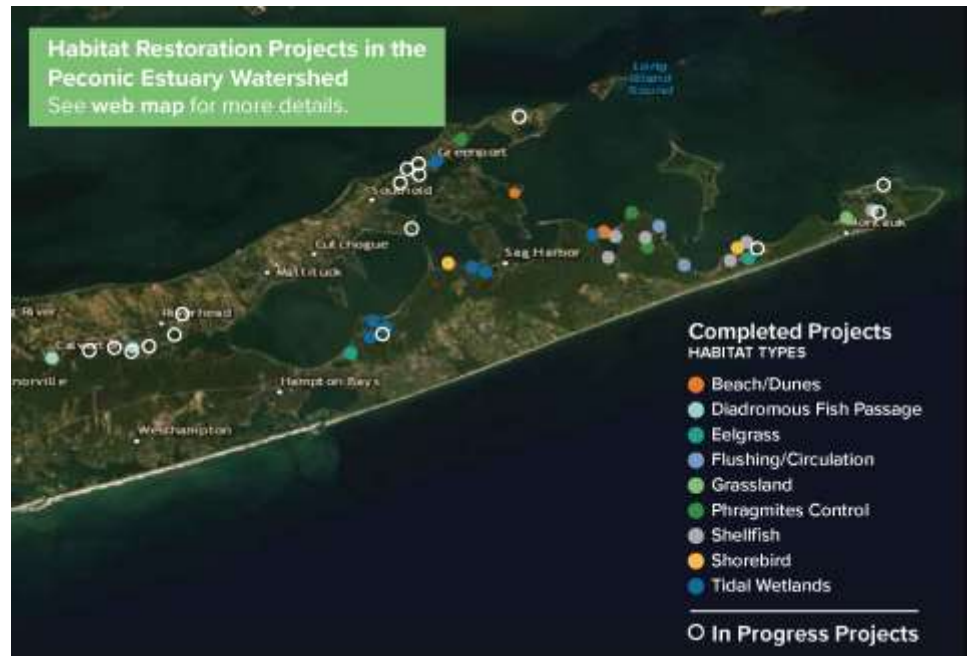 Habitat Restoration Projects in the
Peconic Estuary Watershed
See web map for more details.
Long
Island
Sound
Greenport
Southold
Cutchogue
Mattituck
Sag Harbor
Montauk
River
Riverhead
norville
Hampton Bays
Westhampton
Completed Projects
HABITAT TYPES
Beach/Dunes
Diadromous Fish Passage
Eelgrass
Flushing/Circulation
Grassland
Phragmites Control
Shellfish
Shorebird
Tidal Wetlands
In Progress Projects